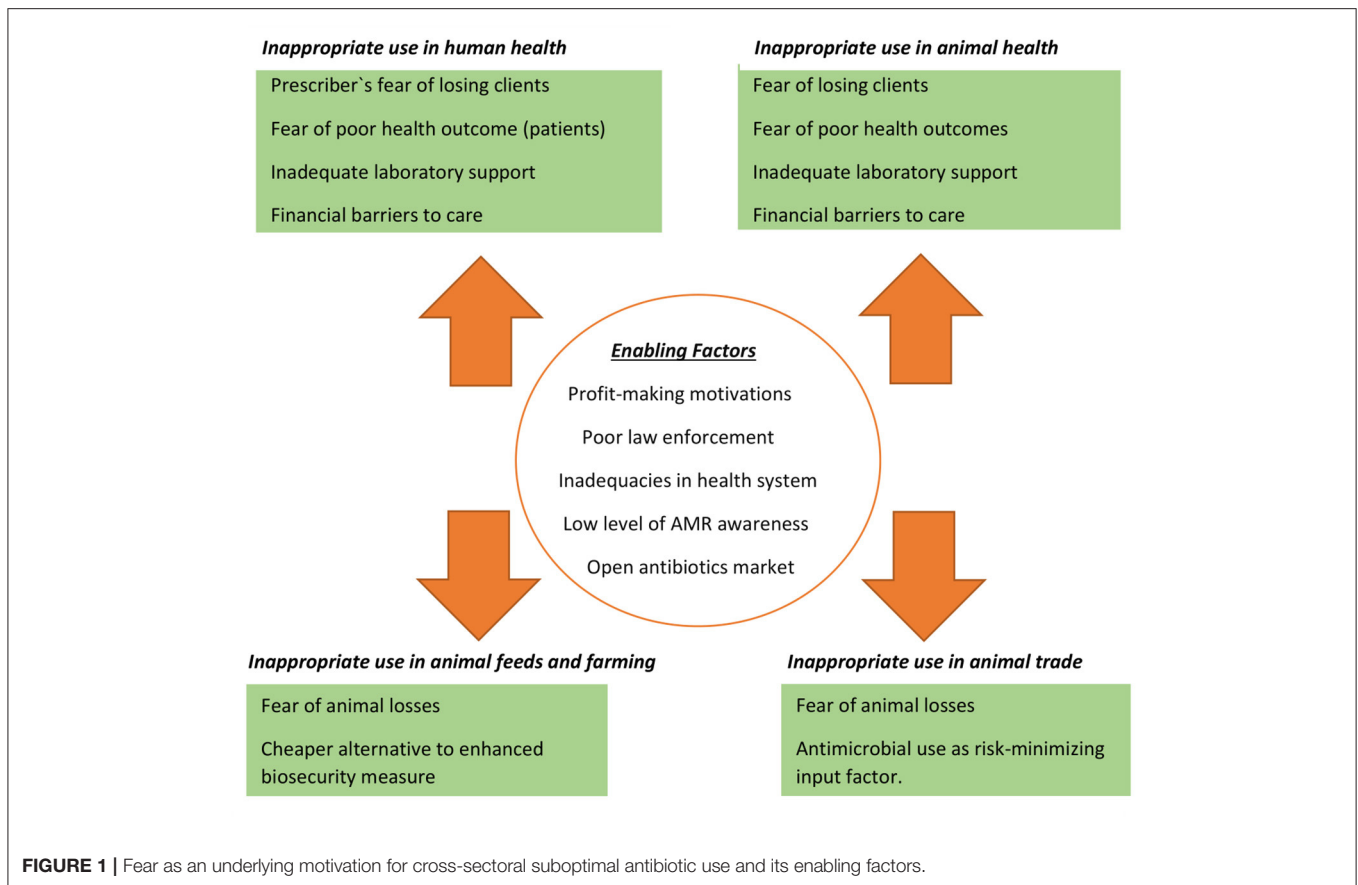 Inappropriate use in human health
Prescriber`s fear of losing clients
Fear of poor health outcome (patients)
Inadequate laboratory support
Financial barriers to care
Inappropriate use in animal health
Fear of losing clients
Fear of poor health outcomes
Inadequate laboratory support
Financial barriers to care
Enabling Factors
Profit-making motivations
Poor law enforcement
Inadequacies in health system
Low level of AMR awareness
Open antibiotics market
Inappropriate use in animal feeds and farming
Fear of animal losses
Cheaper alternative to enhanced
biosecurity measure
Inappropriate use in animal trade
Fear of animal losses
Antimicrobial use as risk-minimizing
input factor.
FIGURE 1 | Fear as an underlying motivation for cross-sectoral suboptimal antibiotic use and its enabling factors.